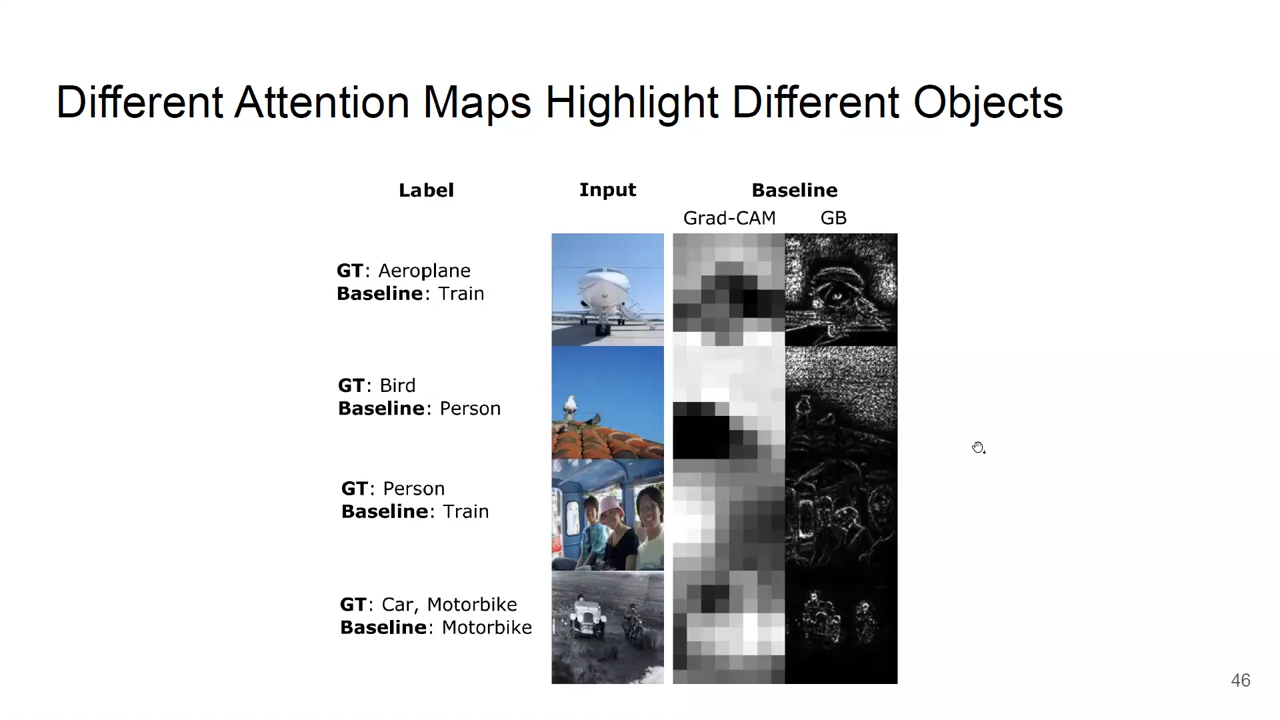 Different Attention Maps Highlight Different Objects
Label
Input
Baseline
Grad-CAM
GB
GT: Aeroplane
Baseline: Train
GT: Bird
Baseline: Person
GT: Person
Baseline: Train
GT: Car, Motorbike
Baseline: Motorbike
46